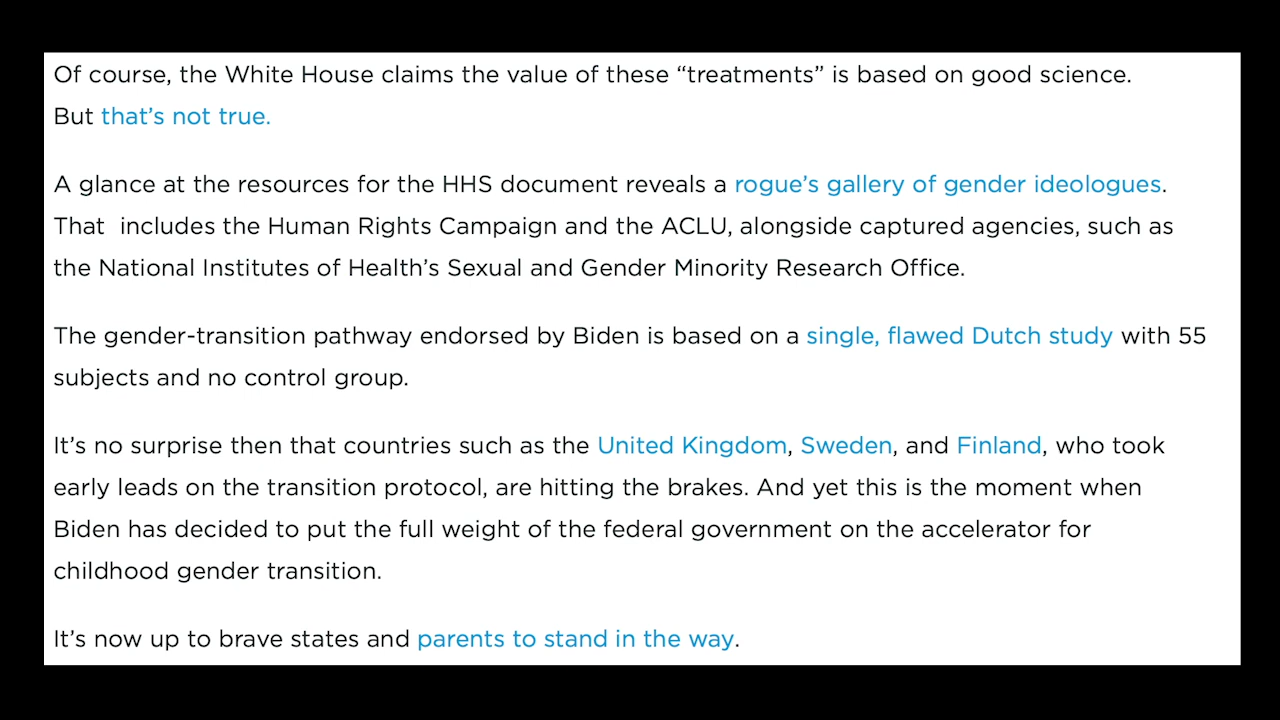 Of course, the White House claims the value of these “treatments” is based on good science.
But that’s not true.
A glance at the resources for the HHS document reveals a rogue’s gallery of gender ideologues.
That  includes the Human Rights Campaign and the ACLU, alongside captured agencies, such as
the National Institutes of Health’s Sexual and Gender Minority Research Office.
The gender-transition pathway endorsed by Biden is based on a single, flawed Dutch study with 55
subjects and no control group.
It’s no surprise then that countries such as the United Kingdom, Sweden, and Finland, who took
early leads on the transition protocol, are hitting the brakes. And yet this is the moment when
Biden has decided to put the full weight of the federal government on the accelerator for
childhood gender transition.
It’s now up to brave states and parents to stand in the way.